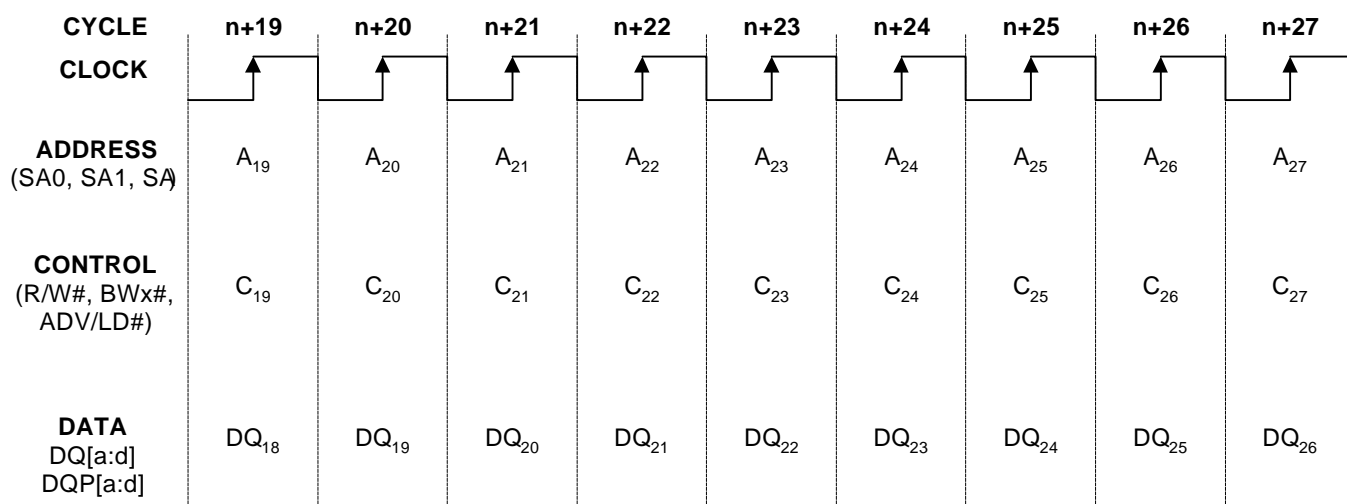 CYCLE n+19 n+20 n+21 n+22 n+23 n+24 n+25 n+26 n+27
CLOCK
ADDRESS
(SA0, SA1, SA) A19 A20 A21 A22 A23 A24 A25 A26 A27
CONTROL
(R/W#, BWx#, C19 C20 C21 C22 C23 C24 C25 C26 C27
ADV/LD#)
DATA DQ18 DQ19 DQ20 DQ21 DQ22 DQ23 DQ24 DQ25 DQ26
DQ[a:d]
DQP[a:d]